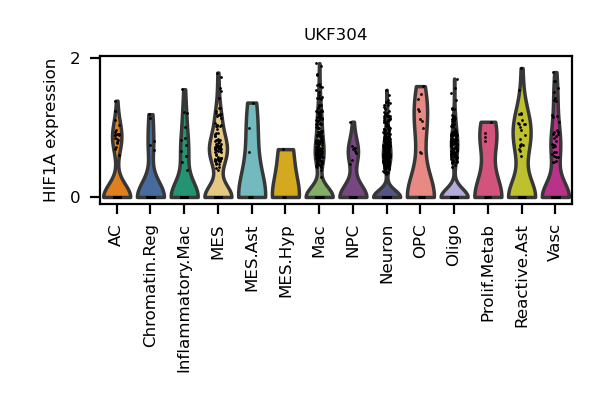 UKF304
HIF1A expression
2
0
AC
Chromatin.Reg
Inflammatory.Mac
MES
MES.Ast
MES.Hyp
Mac
NPC
Neuron
OPC
Oligo
Prolif.Metab
Reactive.Ast
Vasc